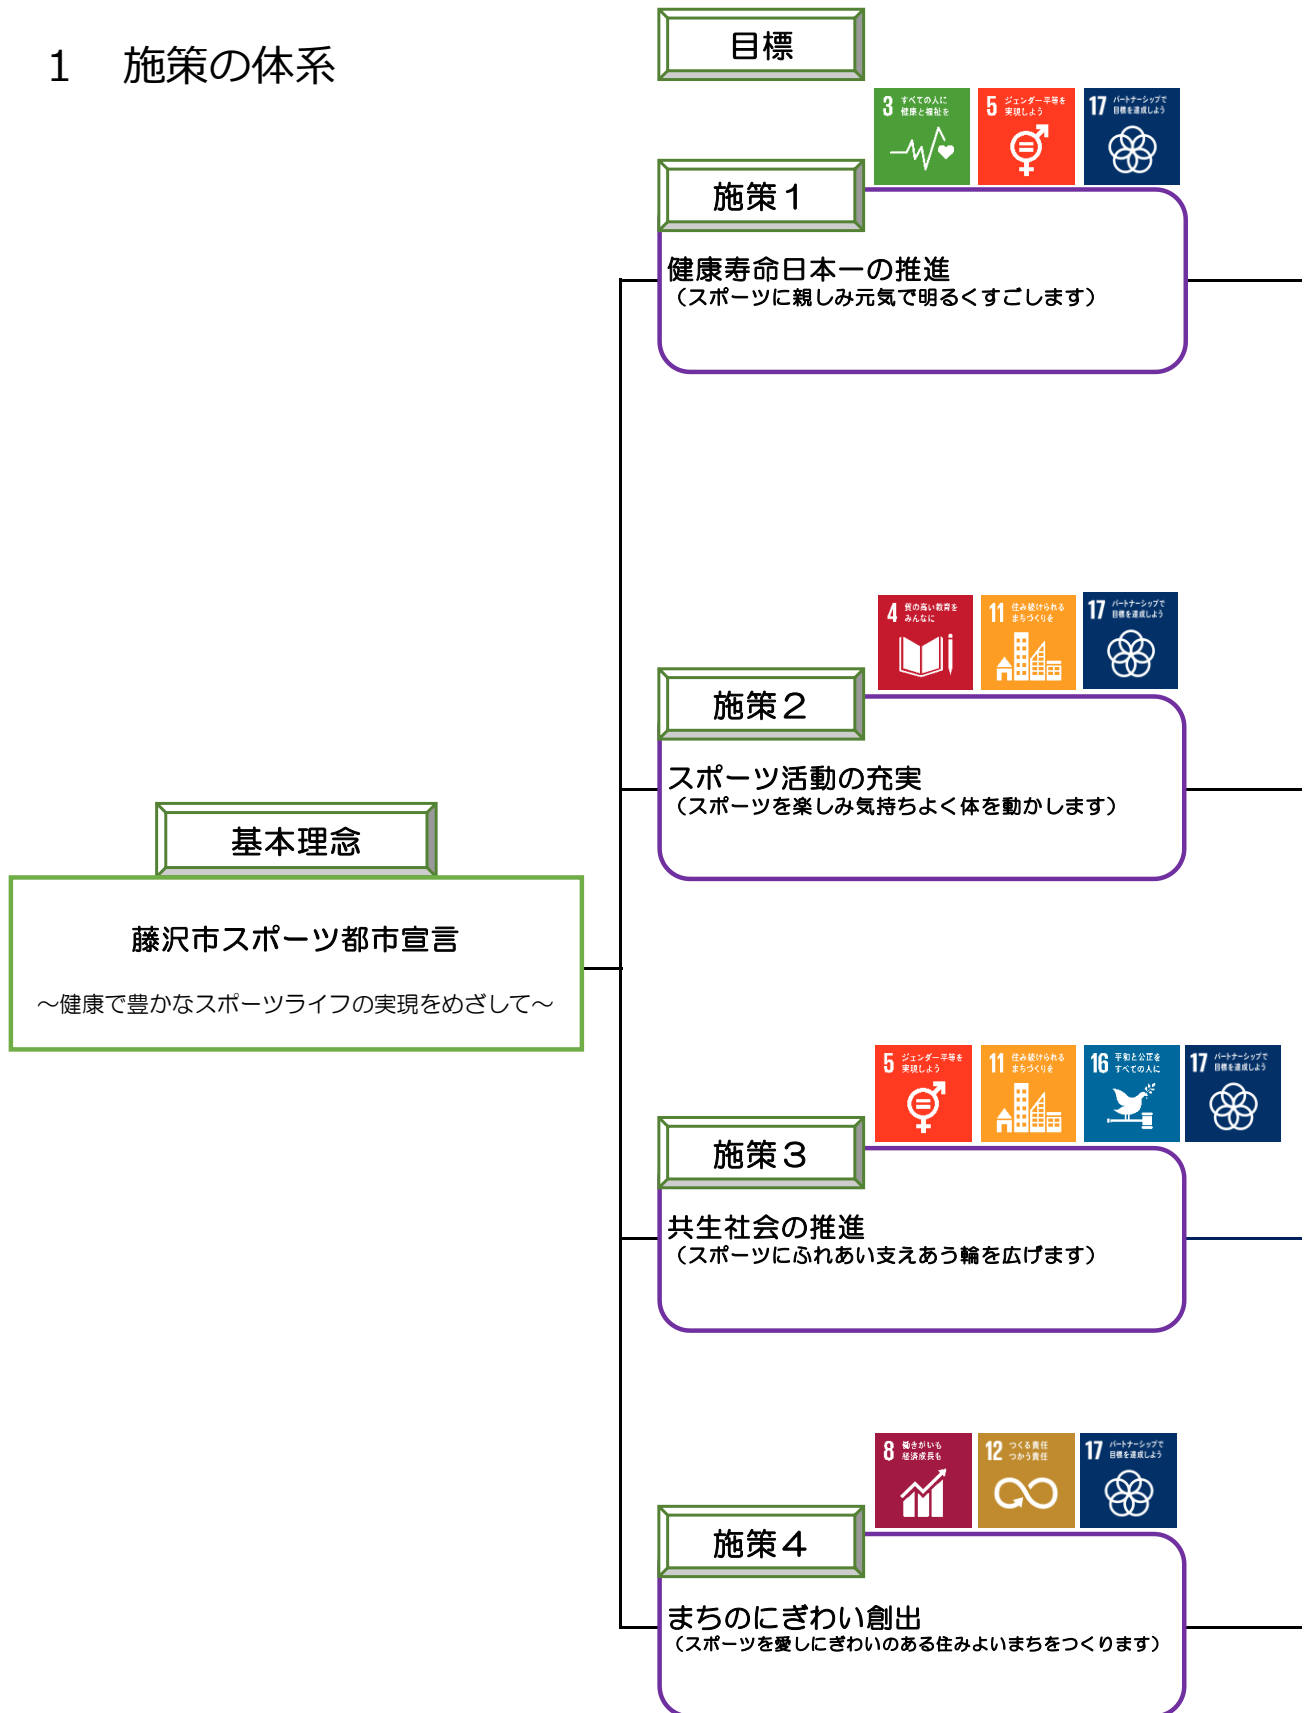 1　施策の体系
目標
3 すべての人に
健康と福祉を
5 ジェンダー平等を
実現しよう
17 パートナーシップで
目標を達成しよう
施策１
健康寿命日本一の推進
（スポーツに親しみ元気で明るくすごします）
4 質の高い教育を
みんなに
11 住み続けられる
まちづくりを
17 パートナーシップで
目標を達成しよう
施策２
スポーツ活動の充実
（スポーツを楽しみ気持ちよく体を動かします）
基本理念
藤沢市スポーツ都市宣言
～健康で豊かなスポーツライフの実現をめざして～
5 ジェンダー平等を
実現しよう
11 住み続けられる
まちづくりを
16 平和と公正を
すべての人に
17 パートナーシップで
目標を達成しよう
施策３
共生社会の推進
（スポーツにふれあい支えあう輪を広げます）
8 働きがいも
経済成長も
12 つくる責任
つかう責任
17 パートナーシップで
目標を達成しよう
施策４
まちのにぎわい創出
（スポーツを愛しにぎわいのある住みよいまちをつくります）